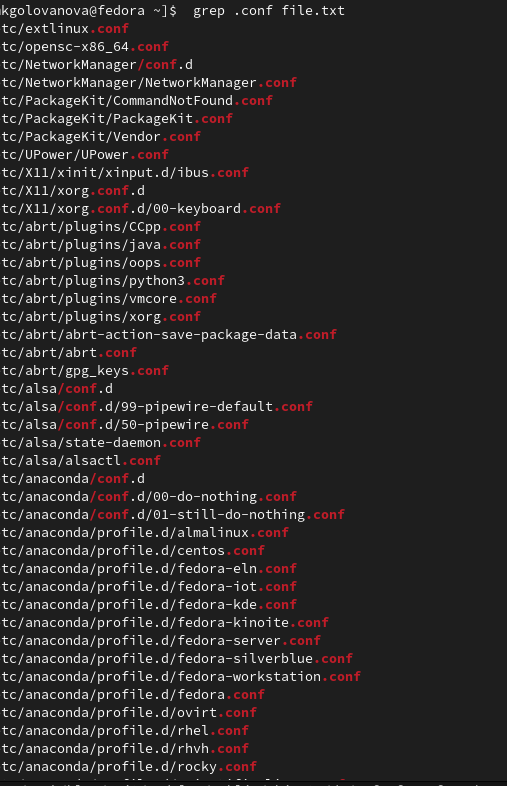 kgolovanova@fedora ~]$  grep .conf file.txt
tc/extlinux.conf
tc/opensc-x86_64.conf
tc/NetworkManager/conf.d
tc/NetworkManager/NetworkManager.conf
tc/PackageKit/CommandNotFound.conf
tc/PackageKit/PackageKit.conf
tc/PackageKit/Vendor.conf
tc/UPower/UPower.conf
tc/X11/xinit/xinput.d/ibus.conf
tc/X11/xorg.conf.d
tc/X11/xorg.conf.d/00-keyboard.conf
tc/abrt/plugins/CCpp.conf
tc/abrt/plugins/java.conf
tc/abrt/plugins/oops.conf
tc/abrt/plugins/python3.conf
tc/abrt/plugins/vmcore.conf
tc/abrt/plugins/xorg.conf
tc/abrt/abrt-action-save-package-data.conf
tc/abrt/abrt.conf
tc/abrt/gpg_keys.conf
tc/alsa/conf.d
tc/alsa/conf.d/99-pipewire-default.conf
tc/alsa/conf.d/50-pipewire.conf
tc/alsa/state-daemon.conf
tc/alsa/alsactl.conf
tc/anaconda/conf.d
tc/anaconda/conf.d/00-do-nothing.conf
tc/anaconda/conf.d/01-still-do-nothing.conf
tc/anaconda/profile.d/almalinux.conf
tc/anaconda/profile.d/centos.conf
tc/anaconda/profile.d/fedora-eln.conf
tc/anaconda/profile.d/fedora-iot.conf
tc/anaconda/profile.d/fedora-kde.conf
tc/anaconda/profile.d/fedora-kinoite.conf
tc/anaconda/profile.d/fedora-server.conf
tc/anaconda/profile.d/fedora-silverblue.conf
tc/anaconda/profile.d/fedora-workstation.conf
tc/anaconda/profile.d/fedora.conf
tc/anaconda/profile.d/ovirt.conf
tc/anaconda/profile.d/rhel.conf
tc/anaconda/profile.d/rhvh.conf
tc/anaconda/profile.d/rocky.conf